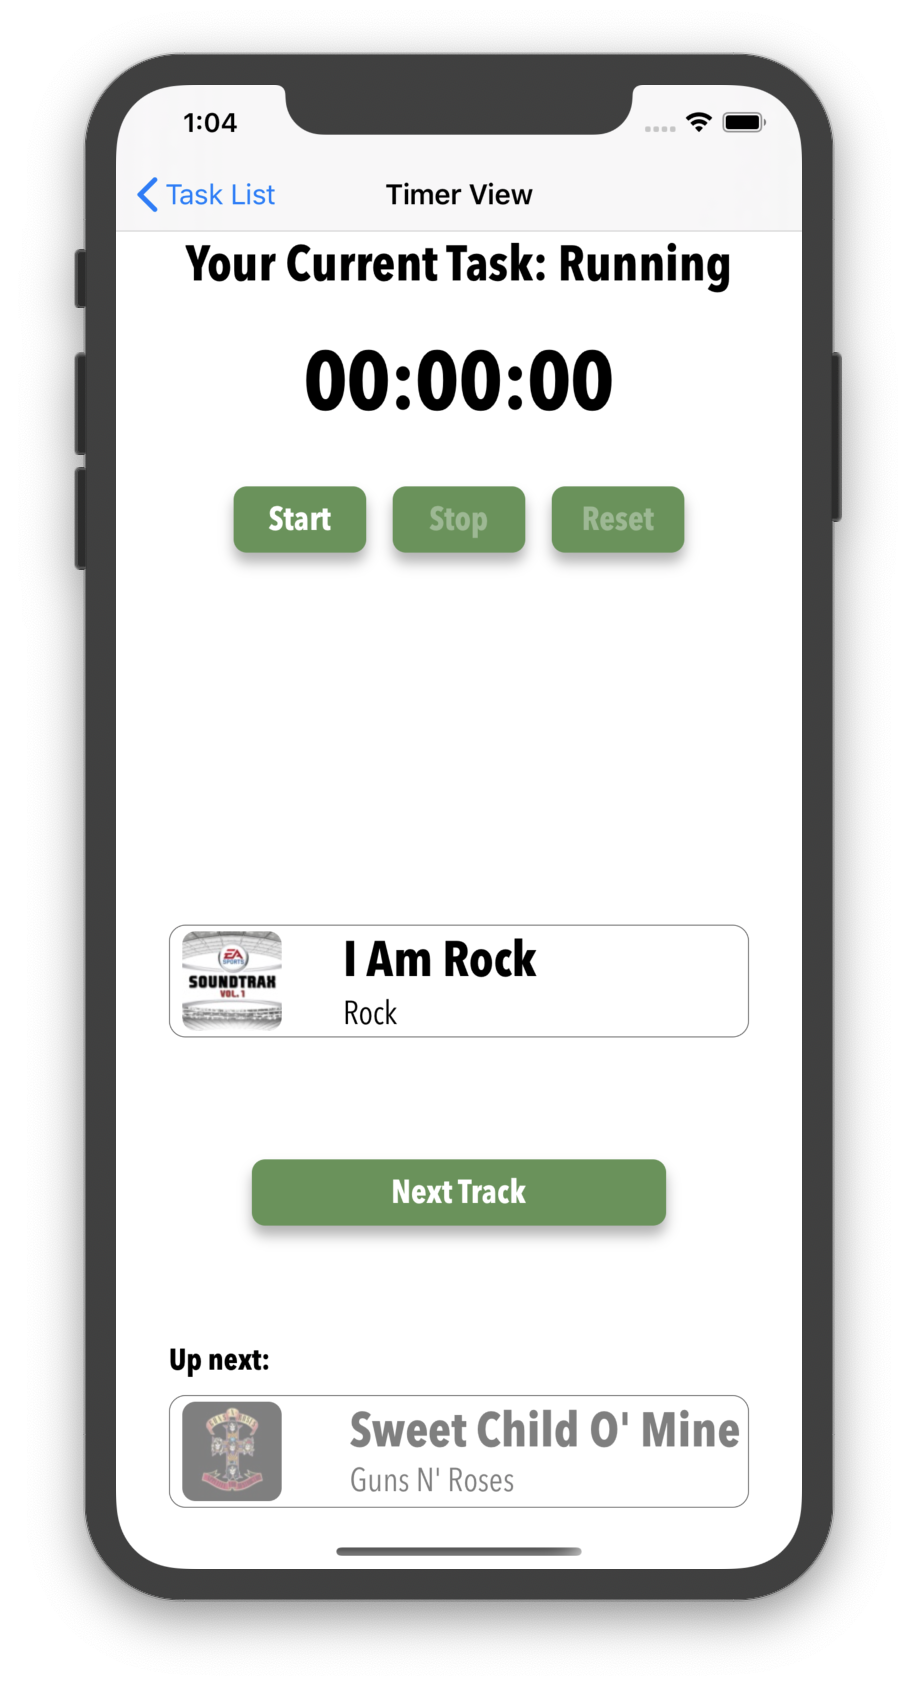 1:04
Task List
Timer View
Your Current Task: Running
00:00:00
Start
Stop
Reset
EA
SPORTS
SOUNDTRAX
VOL. 1
I Am Rock
Rock
Next Track
Up next:
Sweet Child O' Mine
Guns N' Roses